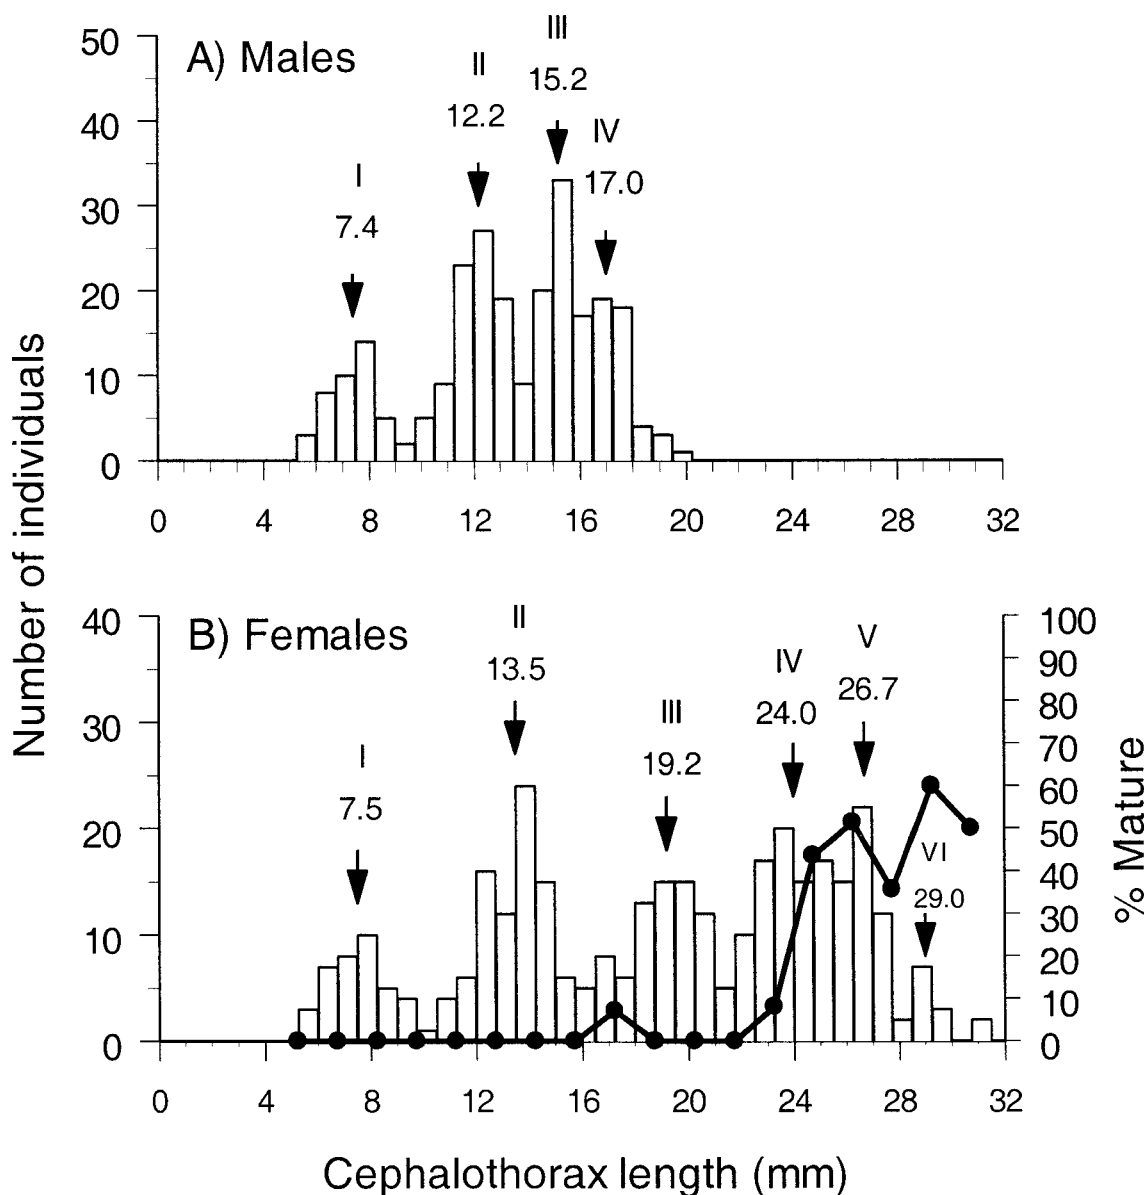 A) Males
I
7.4
II
12.2
III
15.2
IV
17.0
50
40
30
20
10
0
0 4 8 12 16 20 24 28 32
Number of individuals
B) Females
I
7.5
II
13.5
III
19.2
IV
24.0
V
26.7
VI
29.0
40
30
20
10
0
100
90
80
70
60
50
40
30
20
10
0
% Mature
0 4 8 12 16 20 24 28 32
Cephalothorax length (mm)